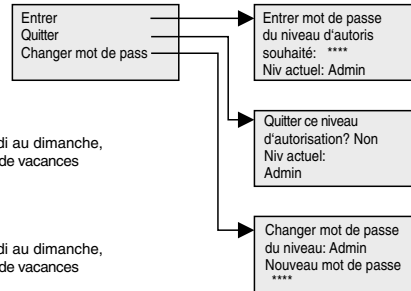 Entrer
Quitter
Changer mot de pass
Entrer mot de passe
du niveau d'autoris
souhaité: ****
Niv actuel: Admin
Quitter ce niveau
d'autorisation? Non
Niv actuel:
Admin
di au dimanche,
de vacances
Changer mot de passe
du niveau: Admin
Nouveau mot de passe
****
di au dimanche,
de vacances